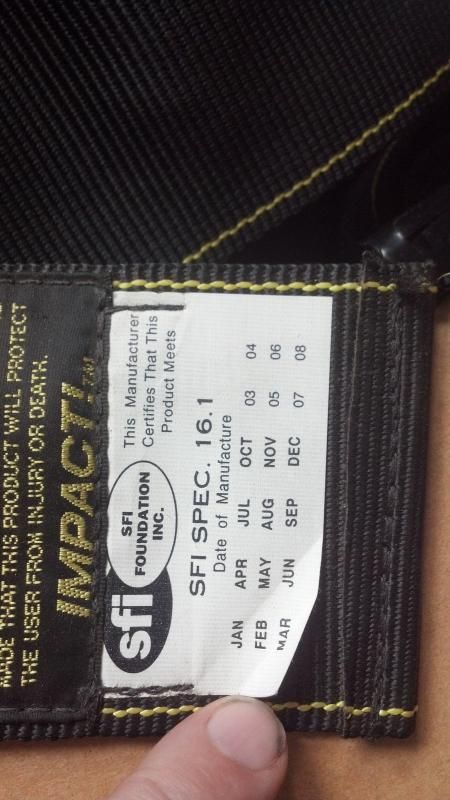 MADE THAT THIS PRODUCT WILL PROTECT
THE USER FROM INJURY OR DEATH.
IMPACT!
sfi
SFI
FOUNDATION
INC.
This Manufacturer
Certifies That This
Product Meets
SFI SPEC. 16.1
Date of Manufacture
JAN APR JUL OCT 03 04
FEB MAY AUG NOV 05 06
MAR JUN SEP DEC 07 08